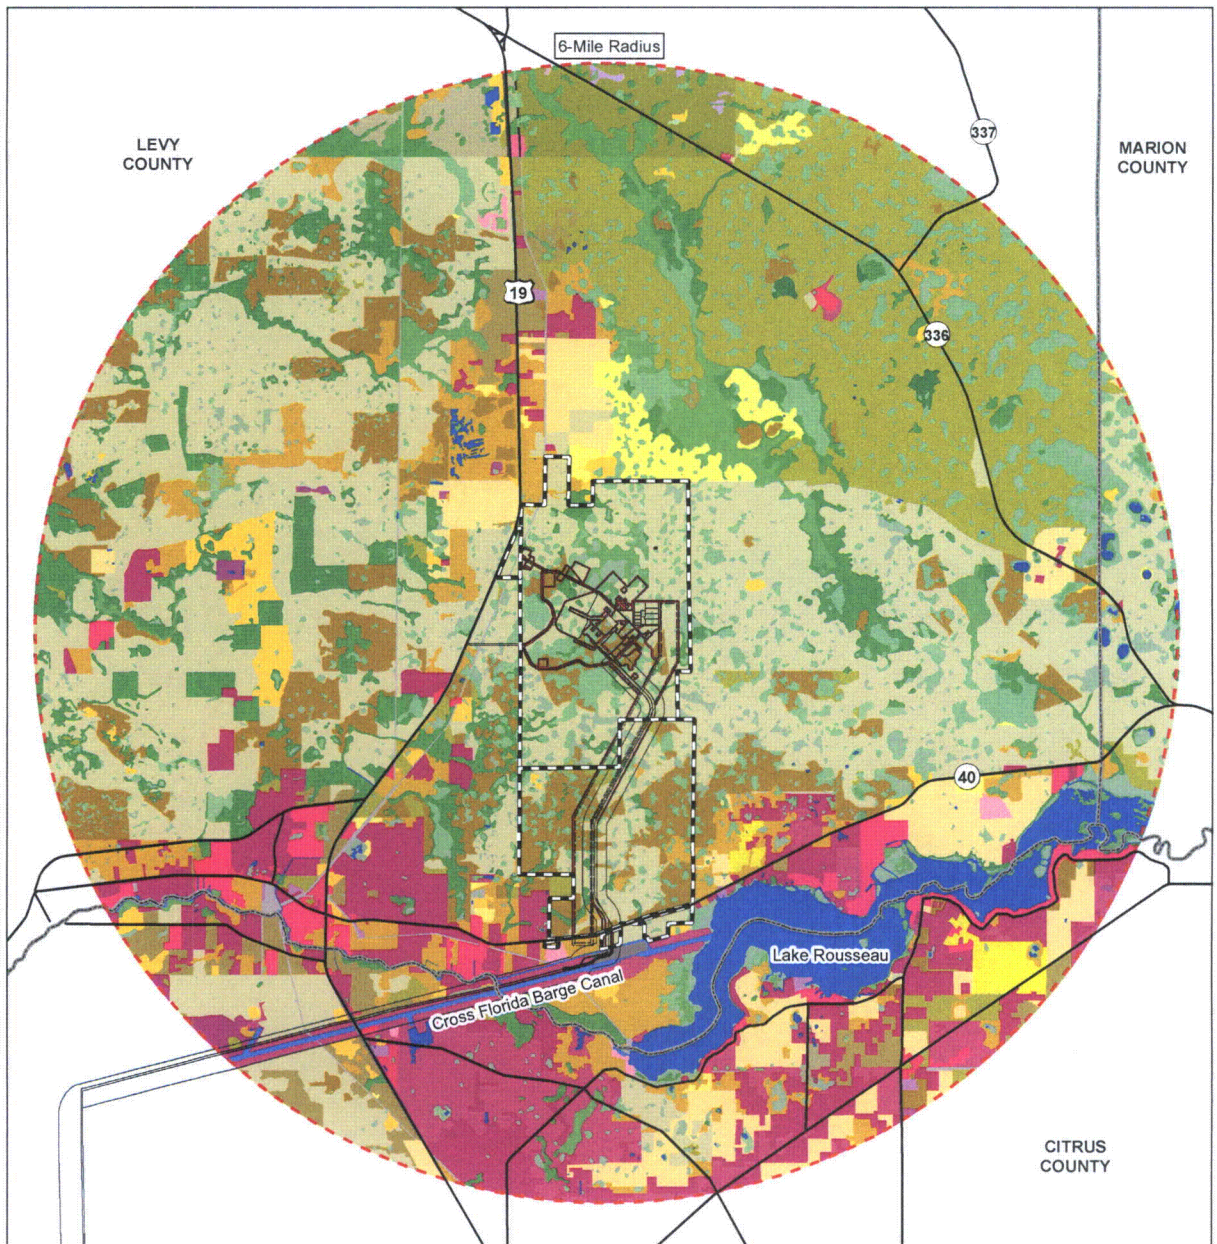 6-Mile Radius
337
LEVY
COUNTY
MARION
COUNTY
19
336
40
Lake Rousseau
Cross Florida Barge Canal
CITRUS
COUNTY